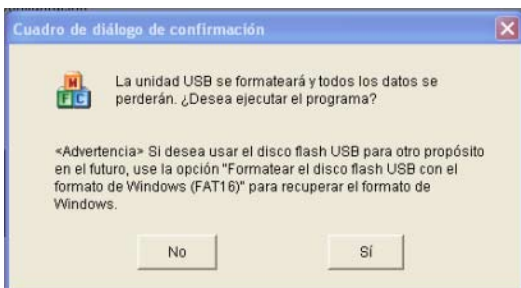 Cuadro de diálogo de confirmación
M
F C
La unidad USB se formateará y todos los datos se
perderán. ¿Desea ejecutar el programa?
<Advertencia> Si desea usar el disco flash USB para otro propósito
en el futuro, use la opción "Formatear el disco flash USB con el
formato de Windows (FAT16)" para recuperar el formato de
Windows.
No
Sí